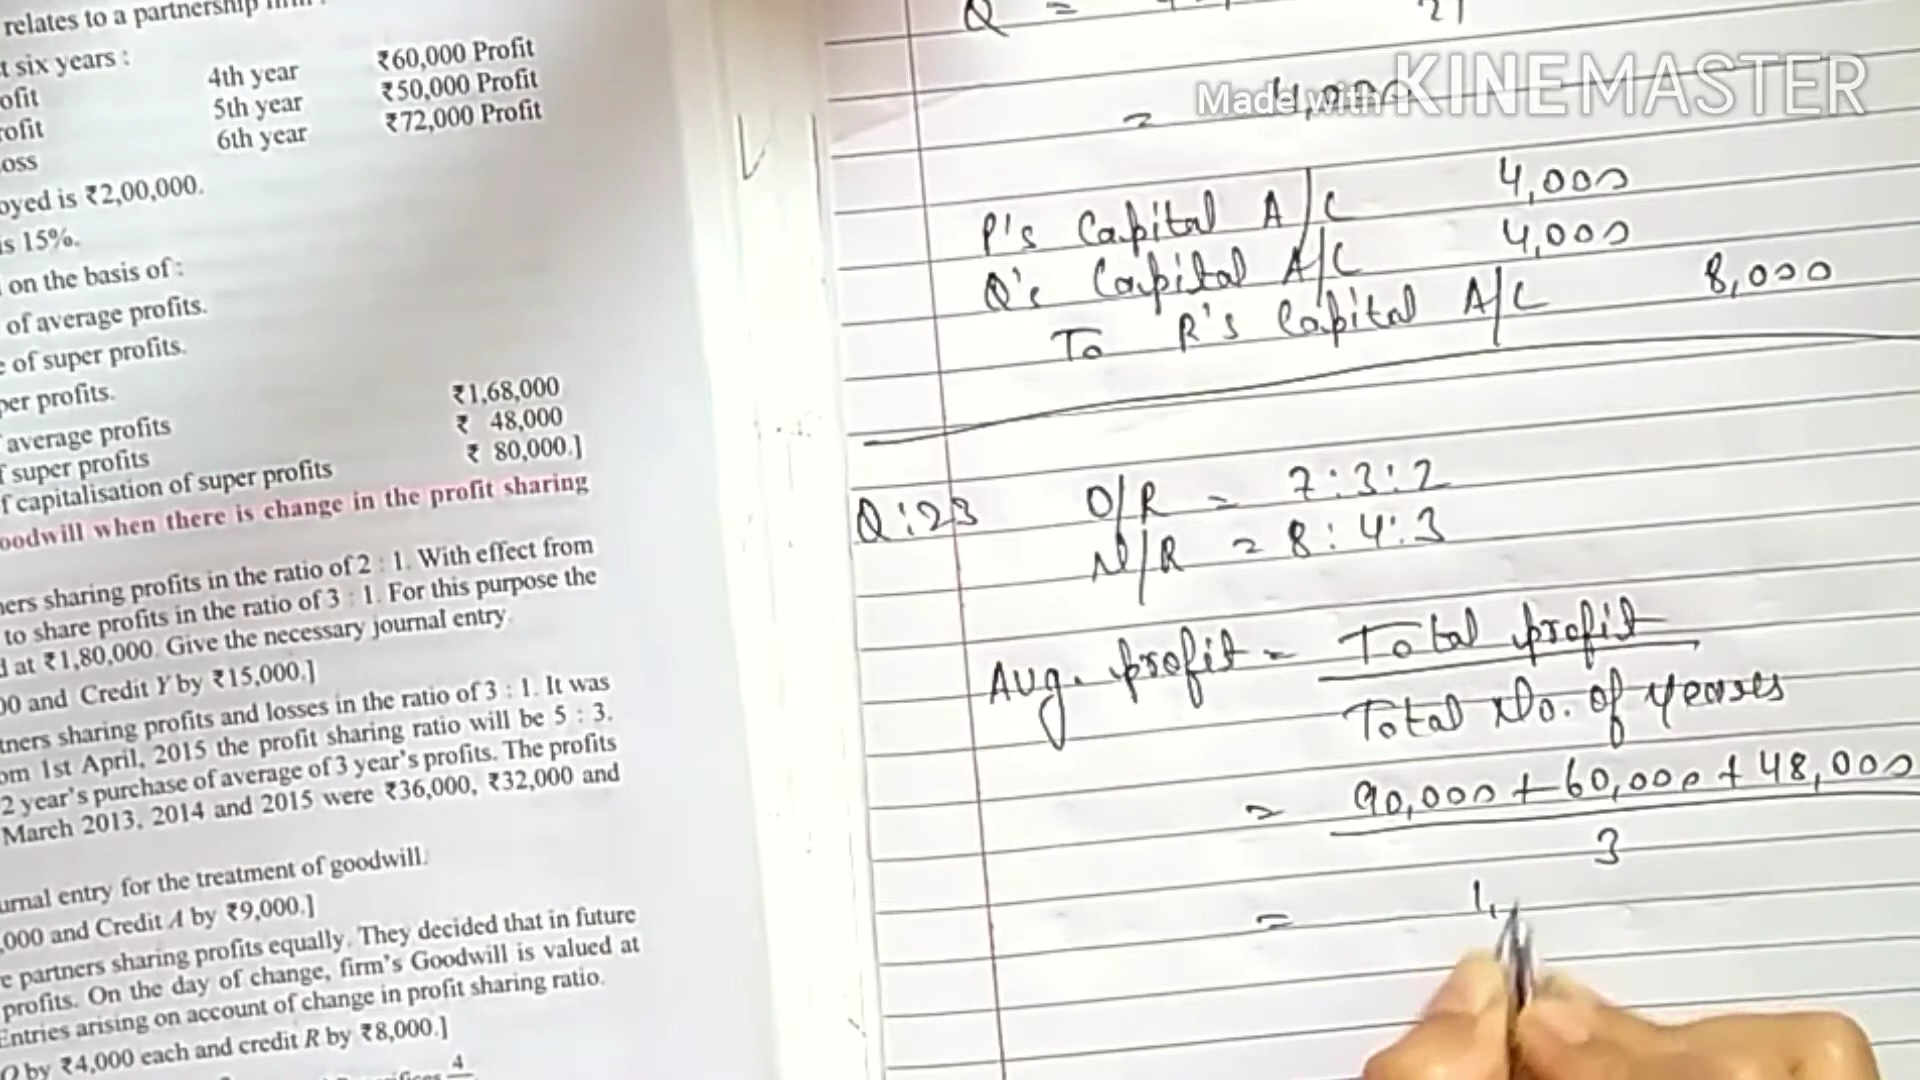 relates to a partnership
t six years :
ofit 4th year ₹60,000 Profit
rofit 5th year ₹50,000 Profit
oss 6th year ₹72,000 Profit
oyed is ₹2,00,000.
is 15%.
on the basis of :
of average profits.
e of super profits.
per profits.
average profits ₹1,68,000
f super profits ₹ 48,000
f capitalisation of super profits ₹ 80,000.]
oodwill when there is change in the profit sharing
ners sharing profits in the ratio of 2 : 1. With effect from
to share profits in the ratio of 3 : 1. For this purpose the
d at ₹1,80,000. Give the necessary journal entry.
00 and Credit Y by ₹15,000.]
tners sharing profits and losses in the ratio of 3 : 1. It was
om 1st April, 2015 the profit sharing ratio will be 5 : 3.
2 year's purchase of average of 3 year's profits. The profits
March 2013, 2014 and 2015 were ₹36,000, ₹32,000 and
urnal entry for the treatment of goodwill.
,000 and Credit A by ₹9,000.]
e partners sharing profits equally. They decided that in future
profits. On the day of change, firm's Goodwill is valued at
Entries arising on account of change in profit sharing ratio.
Q by ₹4,000 each and credit R by ₹8,000.]
4
Q = 21
= 4,000
Made with KINEMASTER
P's Capital A/C 4,000
Q's Capital A/C 4,000
To R's Capital A/C 8,000
Q:23 O/R = 7:3:2
N/R = 8:4:3
Avg. profit = Total profit
Total No. of years
= 90,000 + 60,000 + 48,000
3
= 1,